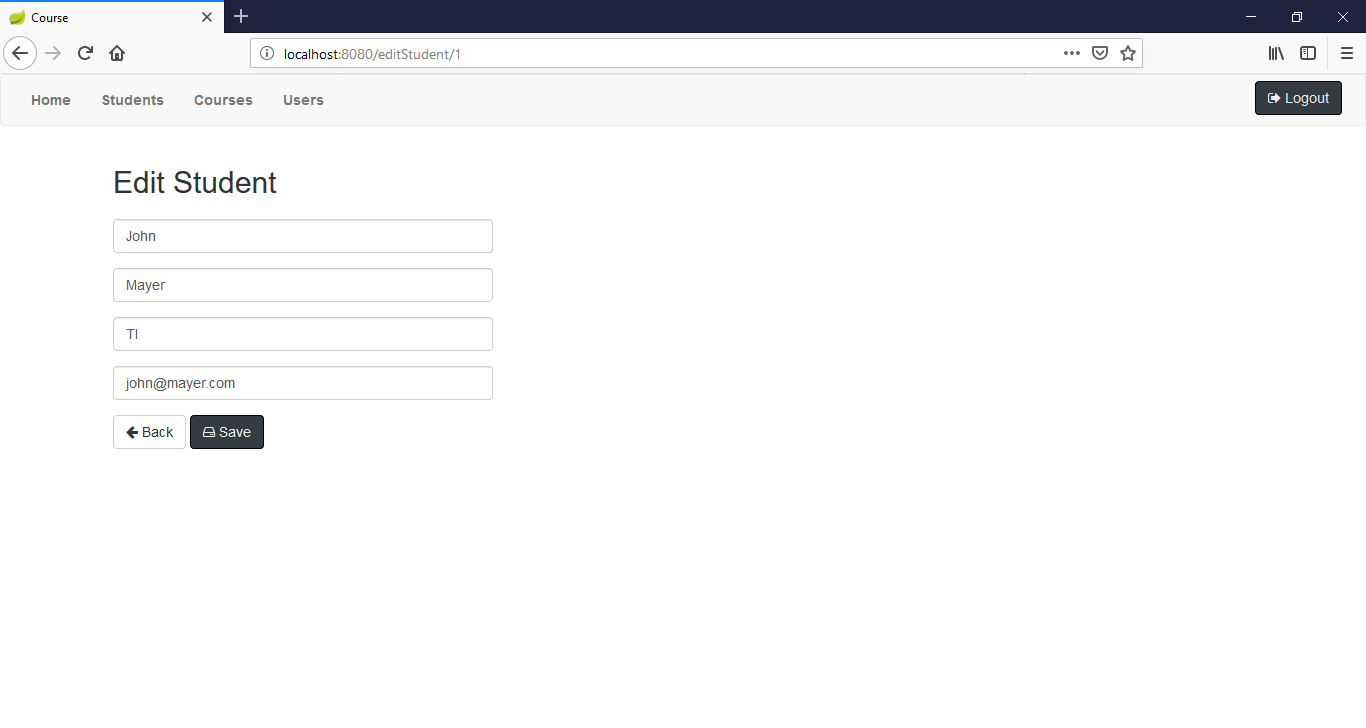 Course
localhost:8080/editStudent/1
Home Students Courses Users Logout
Edit Student
John
Mayer
TI
john@mayer.com
Back Save